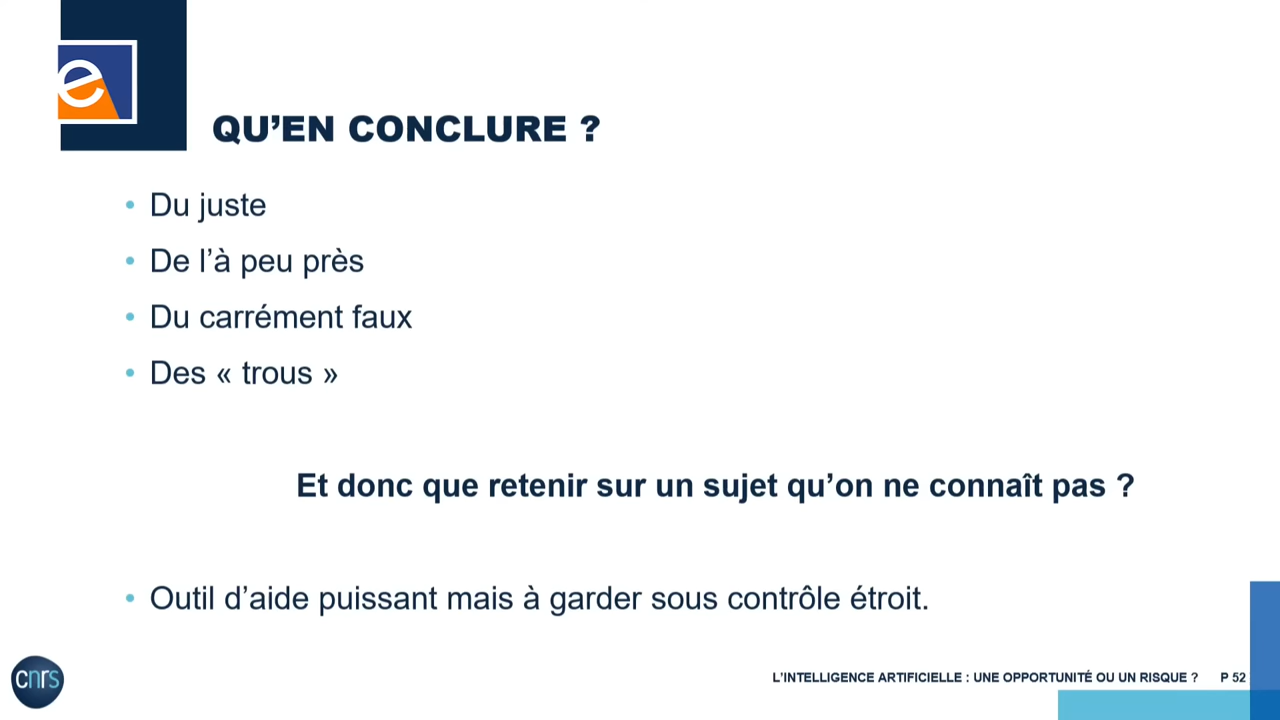 e
QU’EN CONCLURE ?
• Du juste
• De l’à peu près
• Du carrément faux
• Des « trous »
Et donc que retenir sur un sujet qu’on ne connaît pas ?
• Outil d’aide puissant mais à garder sous contrôle étroit.
cnrs
L’INTELLIGENCE ARTIFICIELLE : UNE OPPORTUNITÉ OU UN RISQUE ? P 52